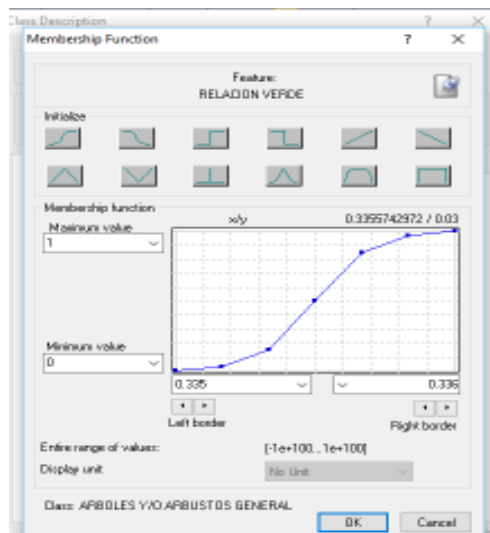 Class Description ? ×
Membership Function ? ×
Feature:
RELACION VERDE
Initialize
Membership function
Maximum value
x/y
0.3355742972 / 0.03
1
Minimum value
0
0.335
0.336
Left border
Right border
Entire range of values:
[-1e+100...1e+100]
Display unit
No Unit
Class: ARBOLES Y/O ARBUSTOS GENERAL
OK
Cancel